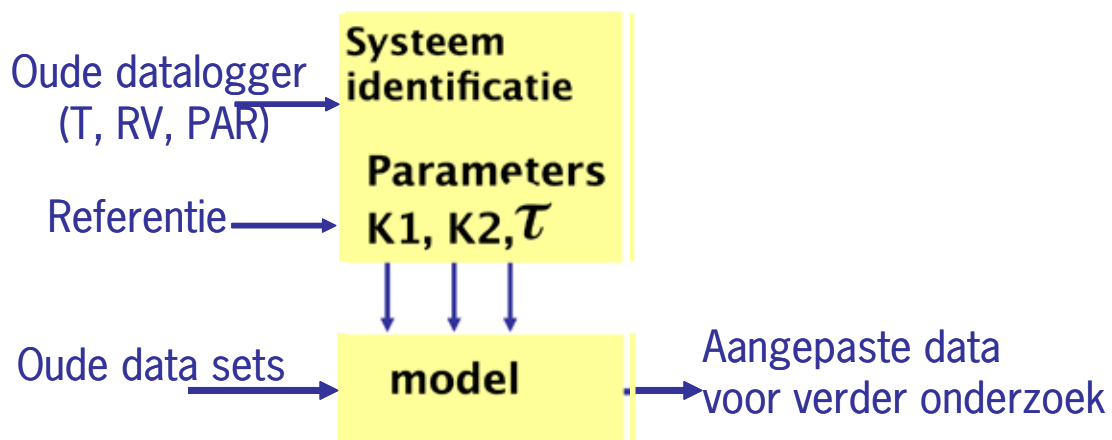 Oude datalogger
(T, RV, PAR)
Systeem
identificatie
Referentie
Parameters
K1, K2, τ
Oude data sets
model
Aangepaste data
voor verder onderzoek